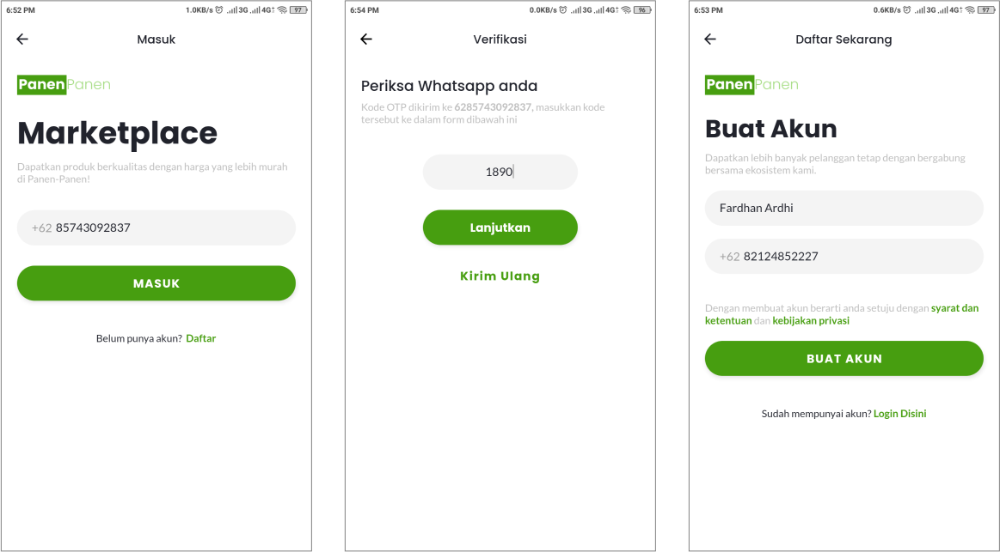 6:52 PM 1.0KB/s 3G 4G+ 97
Masuk
PanenPanen
Marketplace
Dapatkan produk berkualitas dengan harga yang lebih murah
di Panen-Panen!
+62 85743092837
MASUK
Belum punya akun? Daftar
6:54 PM 0.0KB/s 3G 4G+ 96
Verifikasi
Periksa Whatsapp anda
Kode OTP dikirim ke 6285743092837, masukkan kode
tersebut ke dalam form dibawah ini
1890
Lanjutkan
Kirim Ulang
6:53 PM 0.6KB/s 3G 4G+ 97
Daftar Sekarang
PanenPanen
Buat Akun
Dapatkan lebih banyak pelanggan tetap dengan bergabung
bersama ekosistem kami.
Fardhan Ardhi
+62 82124852227
Dengan membuat akun berarti anda setuju dengan syarat dan
ketentuan dan kebijakan privasi
BUAT AKUN
Sudah mempunyai akun? Login Disini